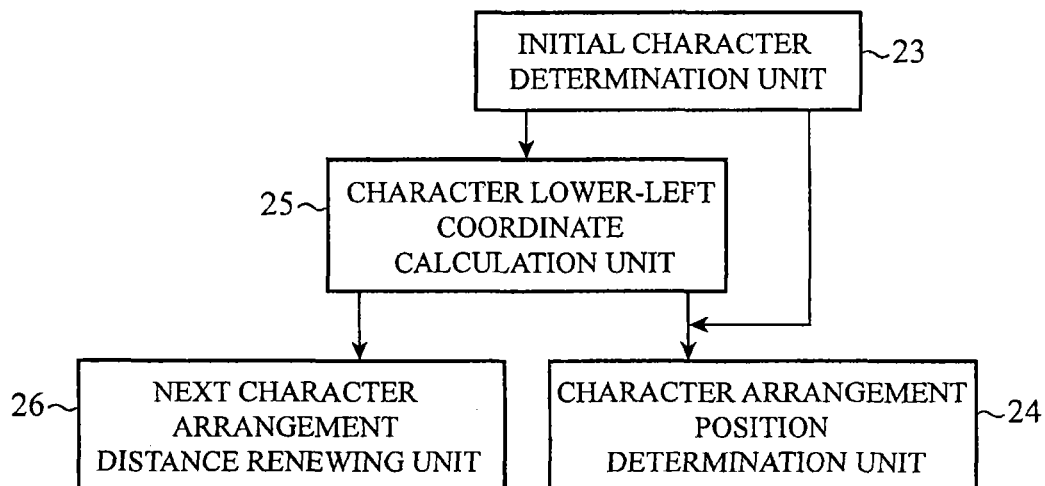 INITIAL CHARACTER
DETERMINATION UNIT
23
CHARACTER LOWER-LEFT
COORDINATE
CALCULATION UNIT
25
NEXT CHARACTER
ARRANGEMENT
DISTANCE RENEWING UNIT
26
CHARACTER ARRANGEMENT
POSITION
DETERMINATION UNIT
24